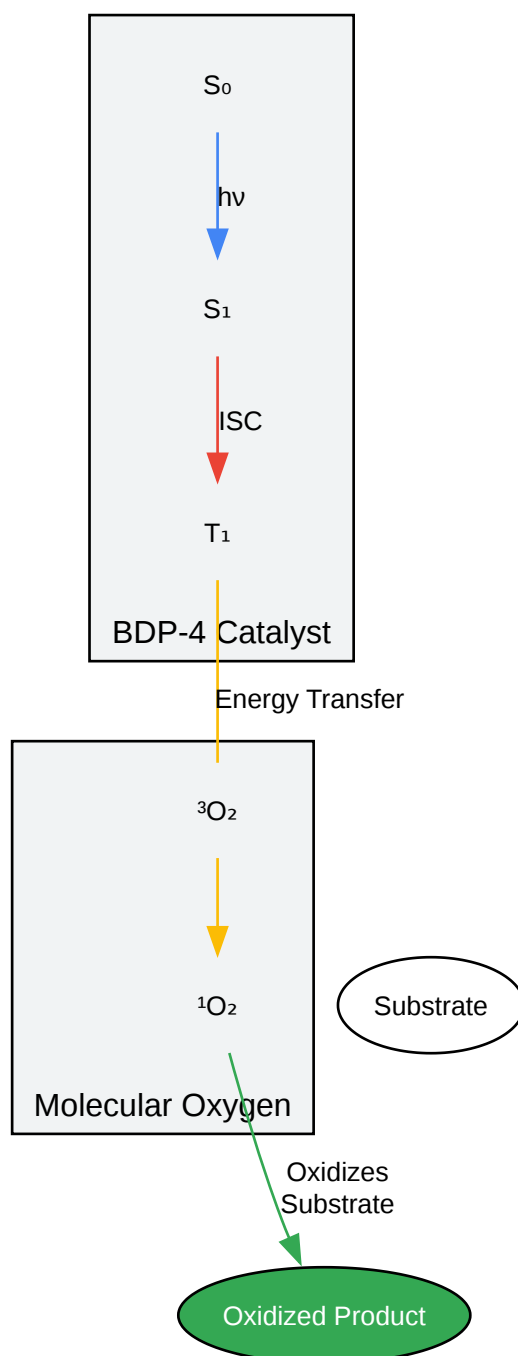 S₀
hν
S₁
ISC
T₁
BDP-4 Catalyst
Energy Transfer
³O₂
¹O₂
Substrate
Molecular Oxygen
Oxidizes
Substrate
Oxidized Product